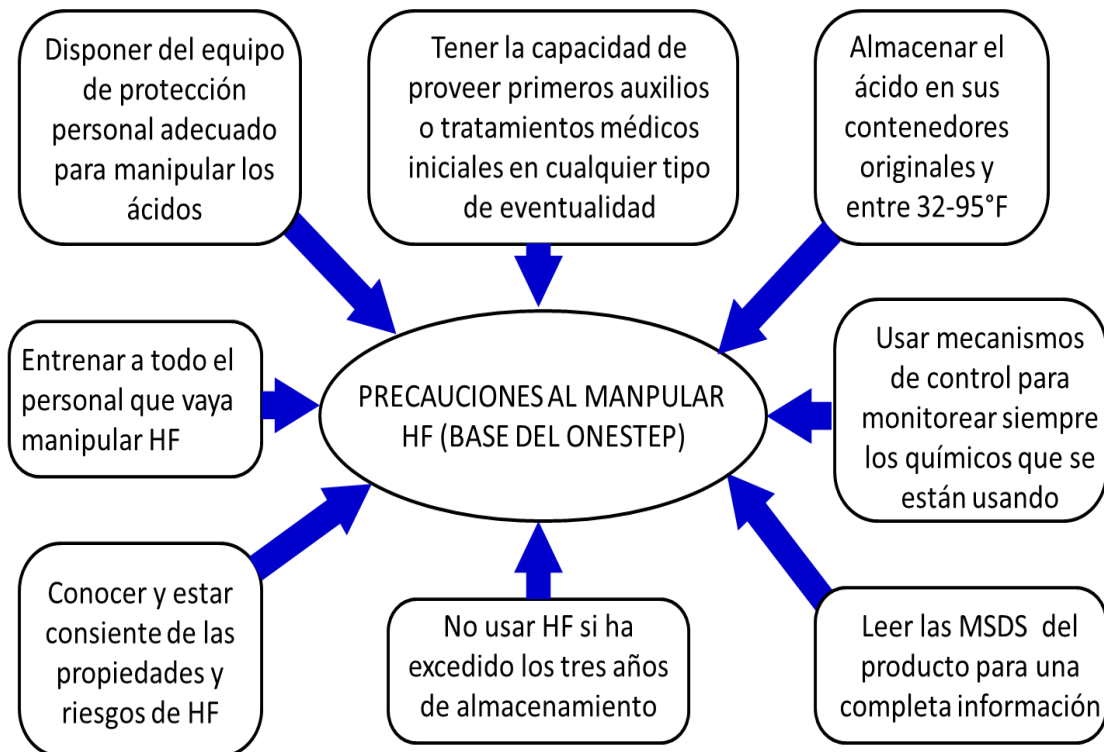 Disponer del equipo
de protección
personal adecuado
para manipular los
ácidos
Tener la capacidad de
proveer primeros auxilios
o tratamientos médicos
iniciales en cualquier tipo
de eventualidad
Almacenar el
ácido en sus
contenedores
originales y
entre 32-95°F
Entrenar a todo el
personal que vaya
manipular HF
PRECAUCIONES AL MANPULAR
HF (BASE DEL ONESTEP)
Usar mecanismos
de control para
monitorear siempre
los químicos que se
están usando
Conocer y estar
consiente de las
propiedades y
riesgos de HF
No usar HF si ha
excedido los tres años
de almacenamiento
Leer las MSDS del
producto para una
completa información